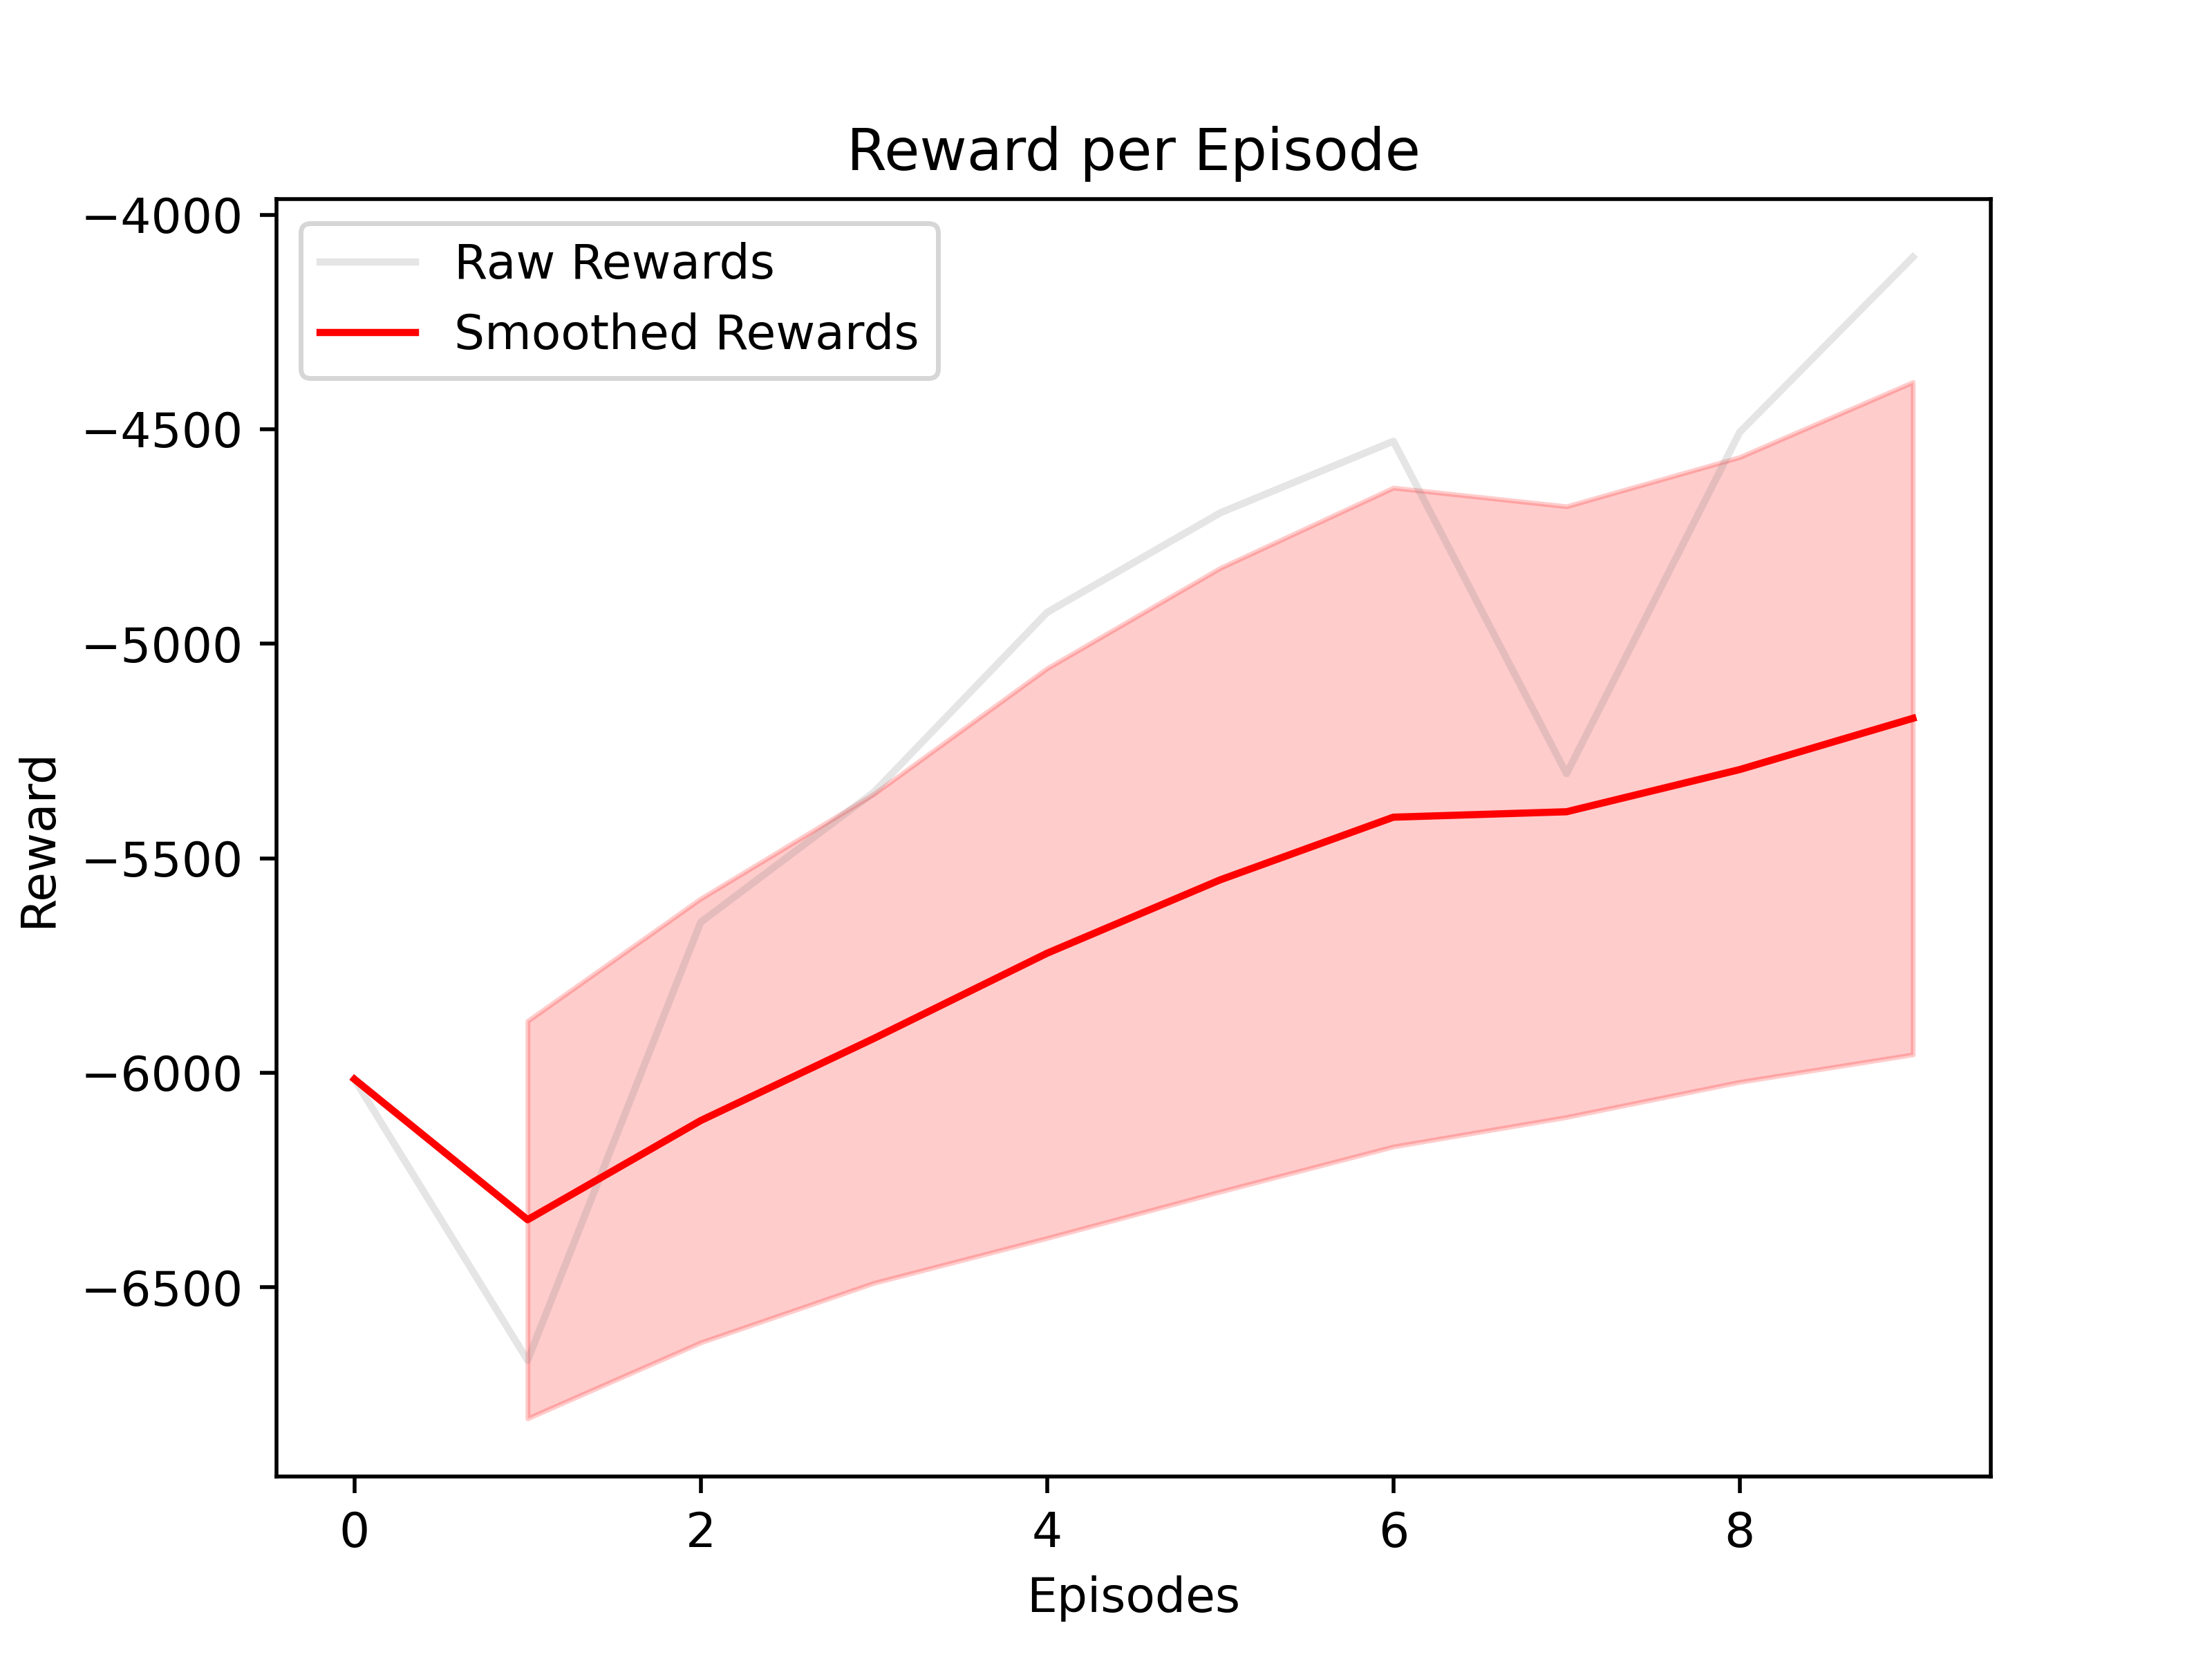 Reward per Episode
Raw Rewards
Smoothed Rewards
−4000
−4500
−5000
−5500
−6000
−6500
Reward
0 2 4 6 8
Episodes